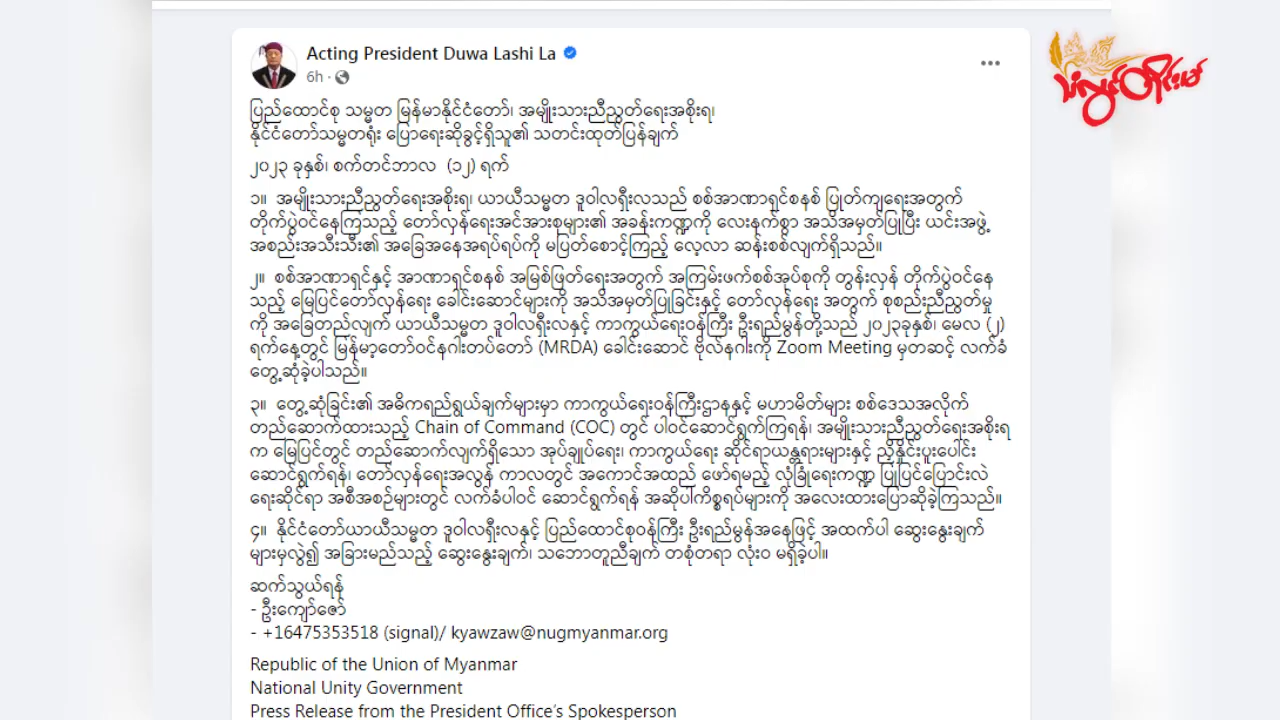 Acting President Duwa Lashi La
6h ·
ပြည်ထောင်စု သမ္မတ မြန်မာနိုင်ငံတော်၊ အမျိုးသားညီညွတ်ရေးအစိုးရ၊
နိုင်ငံတော်သမ္မတရုံး ပြောရေးဆိုခွင့်ရှိသူ၏ သတင်းထုတ်ပြန်ချက်
၂၀၂၃ ခုနှစ်၊ စက်တင်ဘာလ (၁၂) ရက်
၁။ အမျိုးသားညီညွတ်ရေးအစိုးရ၊ ယာယီသမ္မတ ဒူဝါလရှီးလသည် စစ်အာဏာရှင်စနစ် ပြုတ်ကျရေးအတွက်
တိုက်ပွဲဝင်နေကြသည့် တော်လှန်ရေးအင်အားစုများ၏ အခန်းကဏ္ဍကို လေးနက်စွာ အသိအမှတ်ပြုပြီး ယင်းအဖွဲ့
အစည်းအသီးသီး၏ အခြေအနေအရပ်ရပ်ကို မပြတ်စောင့်ကြည့် လေ့လာ ဆန်းစစ်လျက်ရှိသည်။
၂။ စစ်အာဏာရှင်နှင့် အာဏာရှင်စနစ် အမြစ်ဖြတ်ရေးအတွက် အကြမ်းဖက်စစ်အုပ်စုကို တွန်းလှန် တိုက်ပွဲဝင်နေ
သည့် မြေပြင်တော်လှန်ရေး ခေါင်းဆောင်များကို အသိအမှတ်ပြုခြင်းနှင့် တော်လှန်ရေး အတွက် စုစည်းညီညွတ်မှု
ကို အခြေတည်လျက် ယာယီသမ္မတ ဒူဝါလရှီးလနှင့် ကာကွယ်ရေးဝန်ကြီး ဦးရည်မွန်တို့သည် ၂၀၂၃ခုနှစ်၊ မေလ (၂)
ရက်နေ့တွင် မြန်မာ့တော်ဝင်နဂါးတပ်တော် (MRDA) ခေါင်းဆောင် ဗိုလ်နဂါးကို Zoom Meeting မှတဆင့် လက်ခံ
တွေ့ဆုံခဲ့ပါသည်။
၃။ တွေ့ဆုံခြင်း၏ အဓိကရည်ရွယ်ချက်များမှာ ကာကွယ်ရေးဝန်ကြီးဌာနနှင့် မဟာမိတ်များ စစ်ဒေသအလိုက်
တည်ဆောက်ထားသည့် Chain of Command (COC) တွင် ပါဝင်ဆောင်ရွက်ကြရန်၊ အမျိုးသားညီညွတ်ရေးအစိုးရ
က မြေပြင်တွင် တည်ဆောက်လျက်ရှိသော အုပ်ချုပ်ရေး၊ ကာကွယ်ရေး ဆိုင်ရာယန္တရားများနှင့် ညှိနှိုင်းပူးပေါင်း
ဆောင်ရွက်ရန်၊ တော်လှန်ရေးအလွန် ကာလတွင် အကောင်အထည် ဖော်ရမည့် လုံခြုံရေးကဏ္ဍ ပြုပြင်ပြောင်းလဲ
ရေးဆိုင်ရာ အစီအစဉ်များတွင် လက်ခံပါဝင် ဆောင်ရွက်ရန် အဆိုပါကိစ္စရပ်များကို အလေးထားပြောဆိုခဲ့ကြသည်။
၄။ နိုင်ငံတော်ယာယီသမ္မတ ဒူဝါလရှီးလနှင့် ပြည်ထောင်စုဝန်ကြီး ဦးရည်မွန်အနေဖြင့် အထက်ပါ ဆွေးနွေးချက်
များမှလွဲ၍ အခြားမည်သည့် ဆွေးနွေးချက်၊ သဘောတူညီချက် တစုံတရာ လုံးဝ မရှိခဲ့ပါ။
ဆက်သွယ်ရန်
- ဦးကျော်ဇော်
- +16475353518 (signal)/ kyawzaw@nugmyanmar.org
Republic of the Union of Myanmar
National Unity Government
Press Release from the President Office's Spokesperson